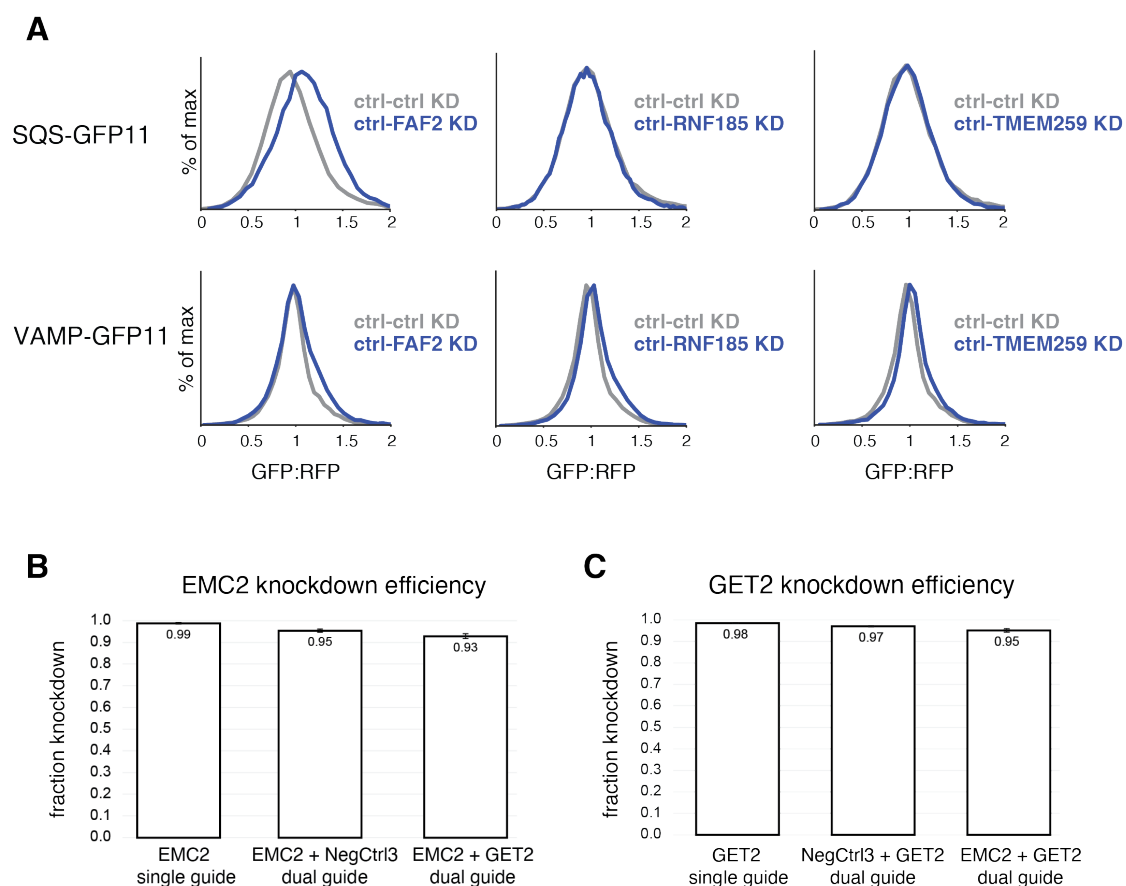 A
SQS-GFP11
% of max
ctrl-ctrl KD
ctrl-FAF2 KD
0 0.5 1 1.5 2
ctrl-ctrl KD
ctrl-RNF185 KD
0 0.5 1 1.5 2
ctrl-ctrl KD
ctrl-TMEM259 KD
0 0.5 1 1.5 2
VAMP-GFP11
% of max
ctrl-ctrl KD
ctrl-FAF2 KD
0 0.5 1 1.5 2
GFP:RFP
ctrl-ctrl KD
ctrl-RNF185 KD
0 0.5 1 1.5 2
GFP:RFP
ctrl-ctrl KD
ctrl-TMEM259 KD
0 0.5 1 1.5 2
GFP:RFP
B
EMC2 knockdown efficiency
fraction knockdown
1.0
0.9
0.8
0.7
0.6
0.5
0.4
0.3
0.2
0.1
0.0
0.99
0.95
0.93
EMC2
single guide
EMC2 + NegCtrl3
dual guide
EMC2 + GET2
dual guide
C
GET2 knockdown efficiency
fraction knockdown
1.0
0.9
0.8
0.7
0.6
0.5
0.4
0.3
0.2
0.1
0.0
0.98
0.97
0.95
GET2
single guide
NegCtrl3 + GET2
dual guide
EMC2 + GET2
dual guide